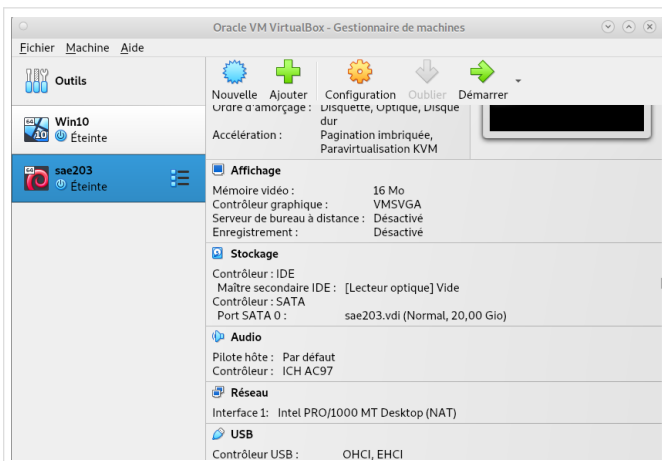 Oracle VM VirtualBox - Gestionnaire de machines
Fichier Machine Aide
Outils
Nouvelle Ajouter Configuration Oublier Démarrer
64 Win10
10 Éteinte
64 sae203
Éteinte
Ordre d'amorçage : Disquette, Optique, Disque
dur
Accélération : Pagination imbriquée,
Paravirtualisation KVM
Affichage
Mémoire vidéo : 16 Mo
Contrôleur graphique : VMSVGA
Serveur de bureau à distance : Désactivé
Enregistrement : Désactivé
Stockage
Contrôleur : IDE
Maître secondaire IDE : [Lecteur optique] Vide
Contrôleur : SATA
Port SATA 0 : sae203.vdi (Normal, 20,00 Gio)
Audio
Pilote hôte : Par défaut
Contrôleur : ICH AC97
Réseau
Interface 1: Intel PRO/1000 MT Desktop (NAT)
USB
Contrôleur USB : OHCI, EHCI